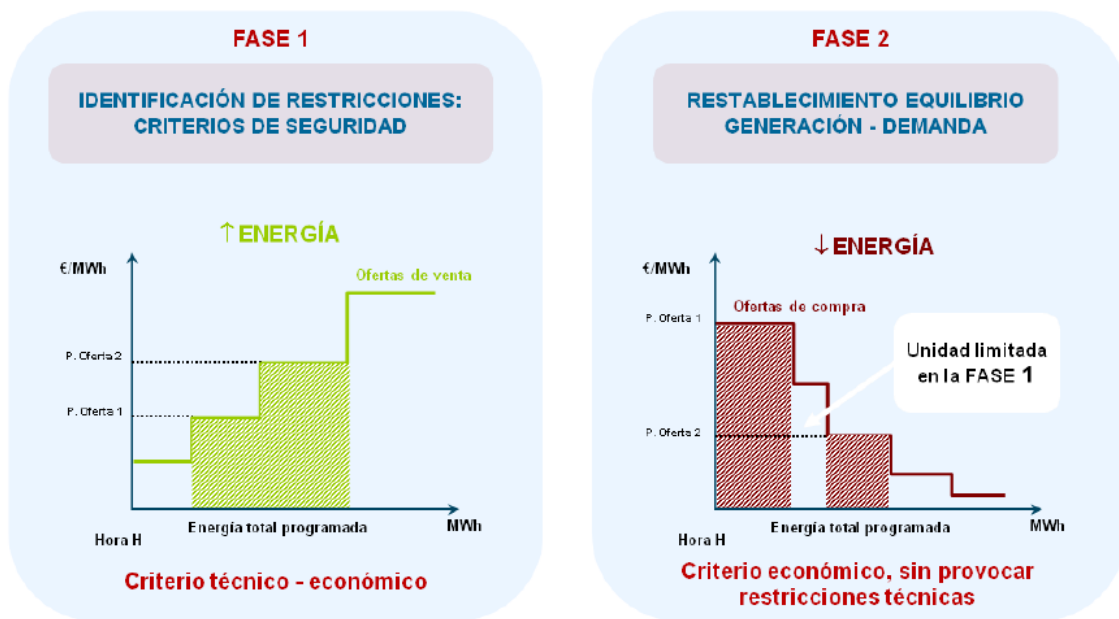 FASE 1
IDENTIFICACIÓN DE RESTRICCIONES:
CRITERIOS DE SEGURIDAD
↑ENERGÍA
€/MWh
Ofertas de venta
P. Oferta 2
P. Oferta 1
Energía total programada
MWh
Hora H
Criterio técnico - económico
FASE 2
RESTABLECIMIENTO EQUILIBRIO
GENERACIÓN - DEMANDA
↓ENERGÍA
€/MWh
Ofertas de compra
P. Oferta 1
Unidad limitada
en la FASE 1
P. Oferta 2
Energía total programada
MWh
Hora H
Criterio económico, sin provocar
restricciones técnicas